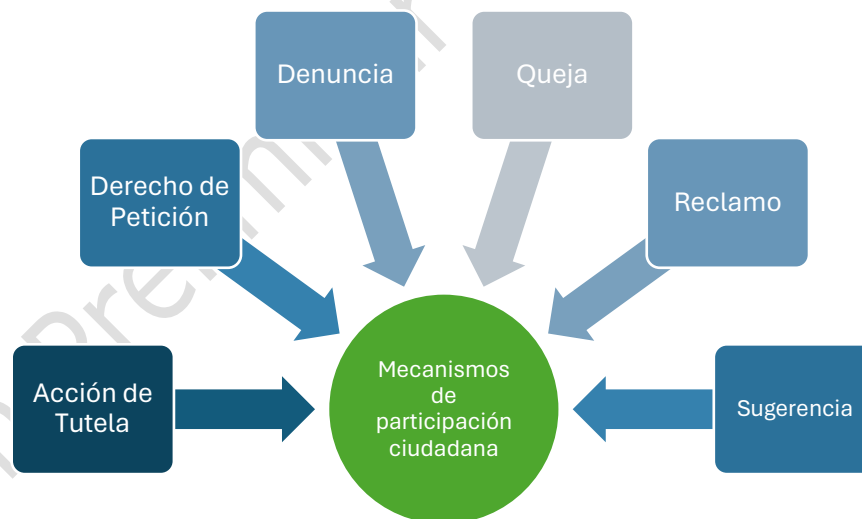 Denuncia
Queja
Derecho de
Petición
Reclamo
Acción de
Tutela
Mecanismos
de
participación
ciudadana
Sugerencia